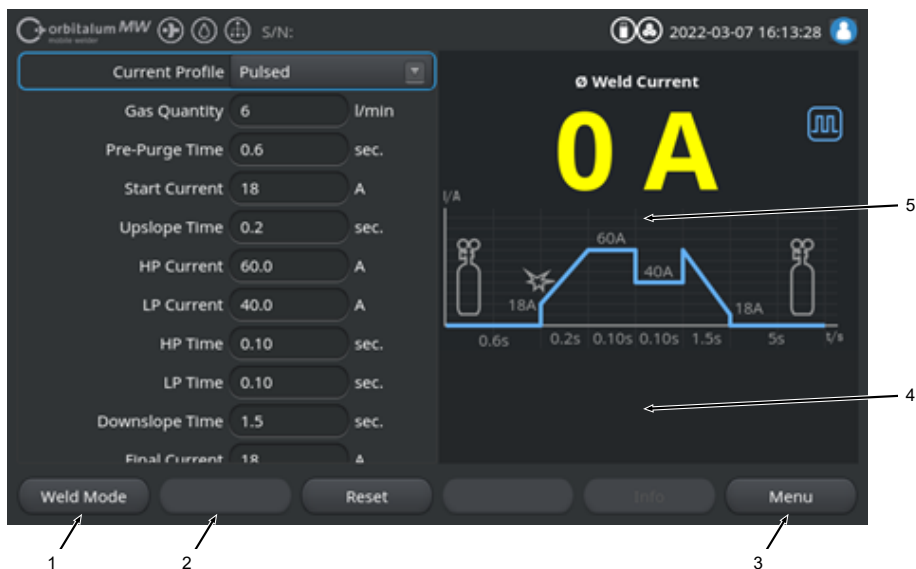 orbitalum MW S/N: 2022-03-07 16:13:28
mobile welder
Current Profile Pulsed
Gas Quantity 6 l/min
Pre-Purge Time 0.6 sec.
Start Current 18 A
Upslope Time 0.2 sec.
HP Current 60.0 A
LP Current 40.0 A
HP Time 0.10 sec.
LP Time 0.10 sec.
Downslope Time 1.5 sec.
Final Current 18 A
Ø Weld Current
0 A
I/A
60A
40A
18A 18A
0.6s 0.2s 0.10s 0.10s 1.5s 5s t/s
5
4
Weld Mode Reset Info Menu
1 2 3